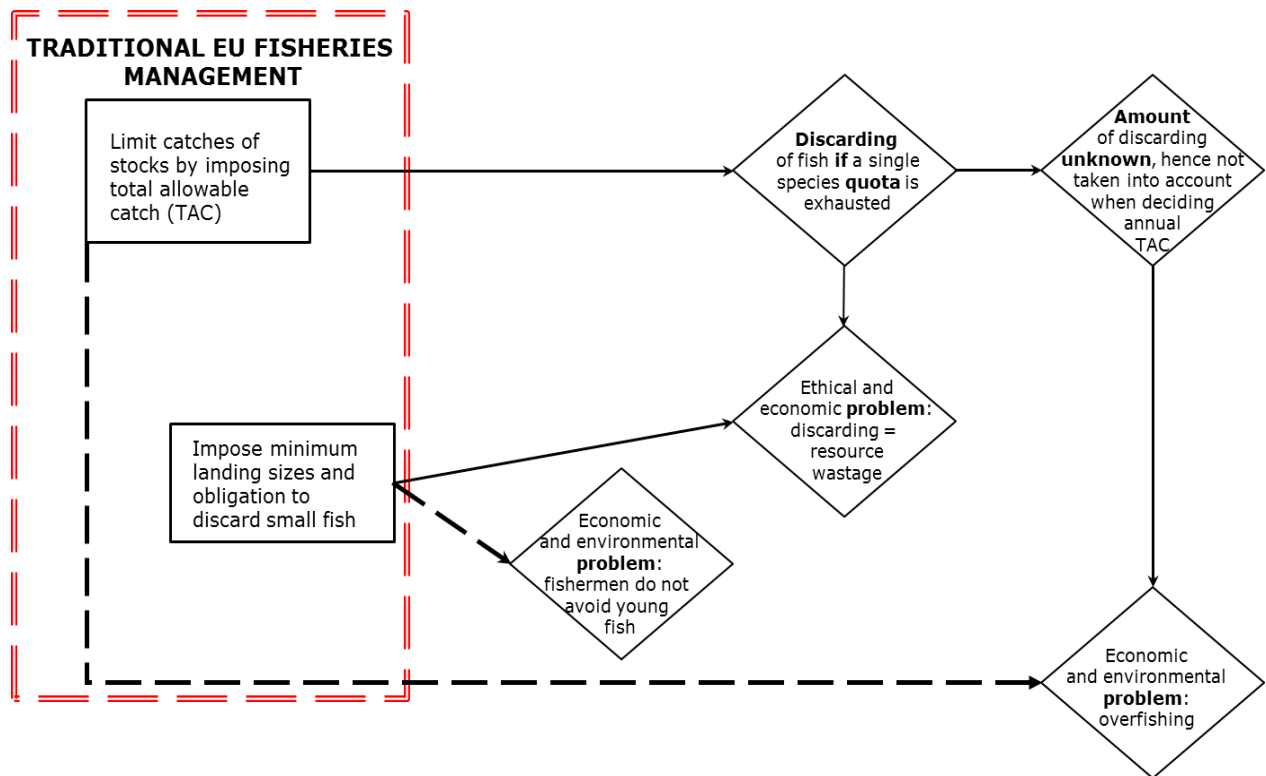 TRADITIONAL EU FISHERIES
MANAGEMENT
Limit catches of
stocks by imposing
total allowable
catch (TAC)
Discarding
of fish if a single
species quota is
exhausted
Amount
of discarding
unknown, hence not
taken into account
when deciding
annual
TAC
Ethical and
economic problem:
discarding =
resource
wastage
Impose minimum
landing sizes and
obligation to
discard small fish
Economic
and environmental
problem:
fishermen do not
avoid young
fish
Economic
and environmental
problem:
overfishing